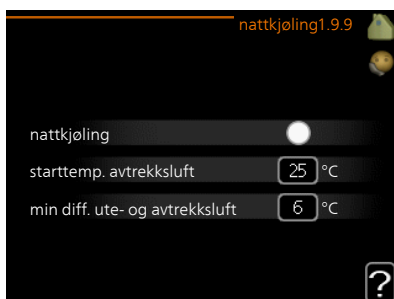 nattkjøling1.9.9
nattkjøling
starttemp. avtrekksluft 25 °C
min diff. ute- og avtrekksluft 6 °C
?